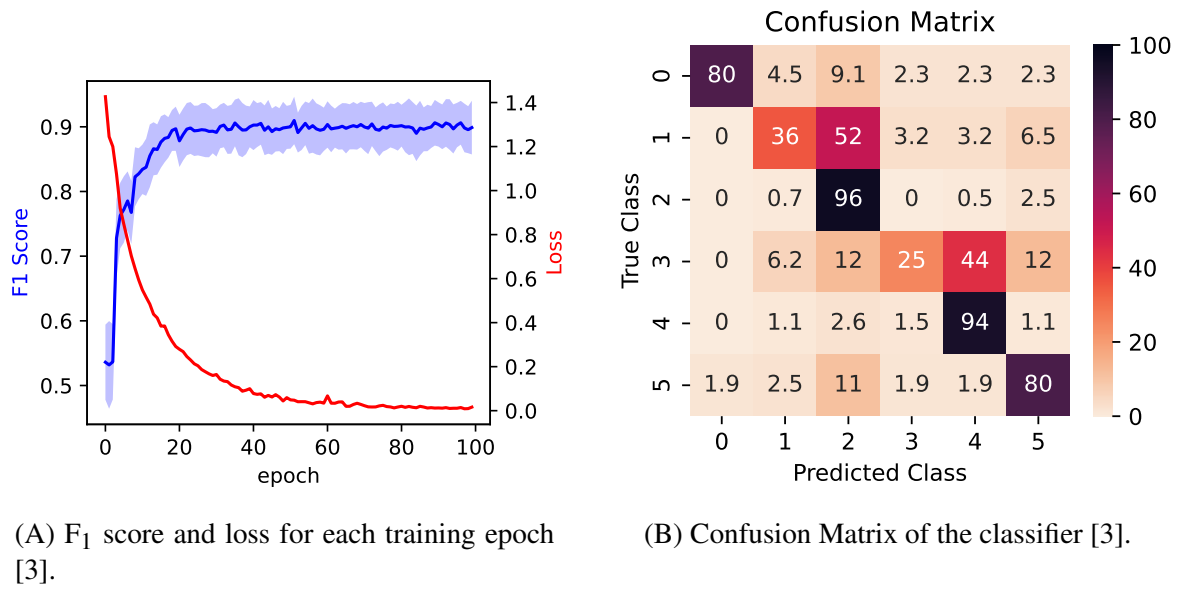 F1 Score
0.9
0.8
0.7
0.6
0.5
1.4
1.2
1.0
0.8
0.6
0.4
0.2
0.0
Loss
0 20 40 60 80 100
epoch
Confusion Matrix
True Class
0 80 4.5 9.1 2.3 2.3 2.3
1 0 36 52 3.2 3.2 6.5
2 0 0.7 96 0 0.5 2.5
3 0 6.2 12 25 44 12
4 0 1.1 2.6 1.5 94 1.1
5 1.9 2.5 11 1.9 1.9 80
0 1 2 3 4 5
Predicted Class
100
80
60
40
20
0
(A) F1 score and loss for each training epoch
[3].
(B) Confusion Matrix of the classifier [3].